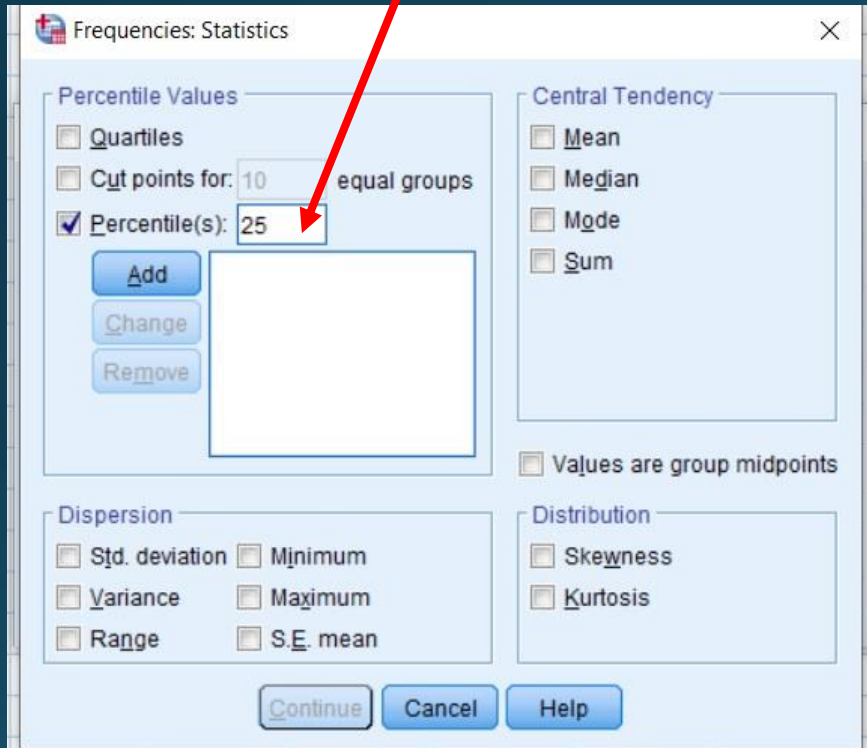 Frequencies: Statistics
Percentile Values
Quartiles
Cut points for: 10 equal groups
Percentile(s): 25
Add
Change
Remove
Central Tendency
Mean
Median
Mode
Sum
Values are group midpoints
Dispersion
Std. deviation Minimum
Variance Maximum
Range S.E. mean
Distribution
Skewness
Kurtosis
Continue Cancel Help